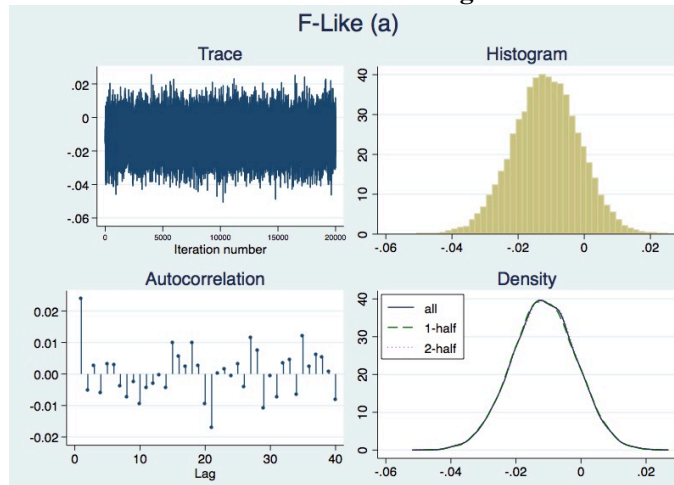 F-Like (a)
Trace
.02
0
-.02
-.04
-.06
0 5000 10000 15000 20000
Iteration number
Histogram
40
30
20
10
0
-.06 -.04 -.02 0 .02
Autocorrelation
0.02
0.01
0.00
-0.01
-0.02
0 10 20 30 40
Lag
Density
all
1-half
2-half
40
30
20
10
0
-.06 -.04 -.02 0 .02